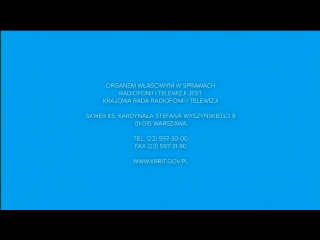 ORGANEM WŁAŚCIWYM W SPRAWACH
RADIOFONII I TELEWIZJI JEST
KRAJOWA RADA RADIOFONII I TELEWIZJI
SKWER KS. KARDYNAŁA STEFANA WYSZYŃSKIEGO 9
01-015 WARSZAWA
TEL. (22) 597-30-00
FAX (22) 597-31-80
WWW.KRRIT.GOV.PL